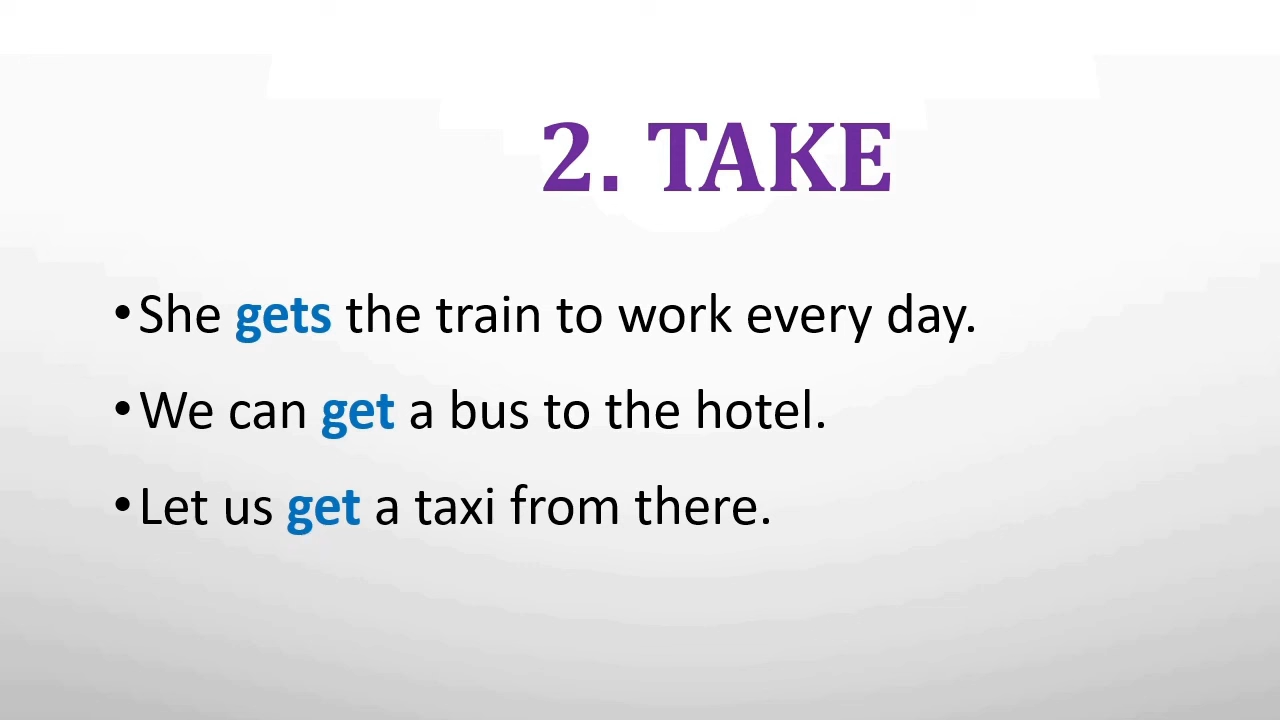 2. TAKE
•She gets the train to work every day.
•We can get a bus to the hotel.
•Let us get a taxi from there.